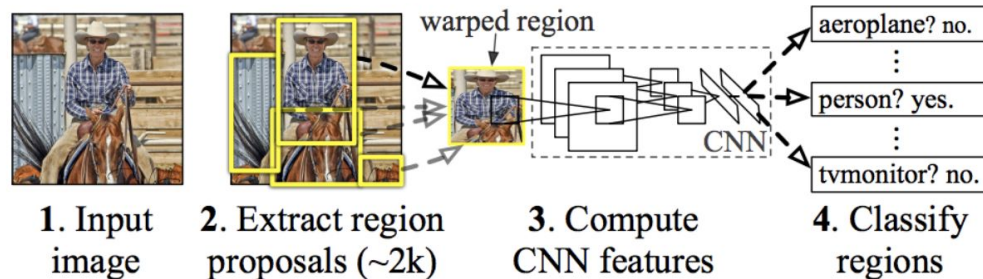 warped region
aeroplane? no.
person? yes.
CNN
tvmonitor? no.
1. Input
image
2. Extract region
proposals (~2k)
3. Compute
CNN features
4. Classify
regions